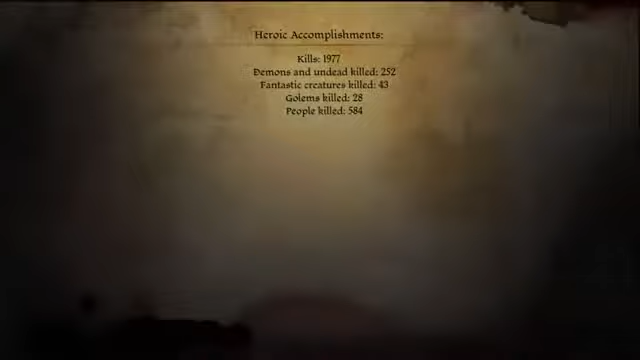 Heroic Accomplishments:
Kills: 1977
Demons and undead killed: 252
Fantastic creatures killed: 43
Golems killed: 28
People killed: 584